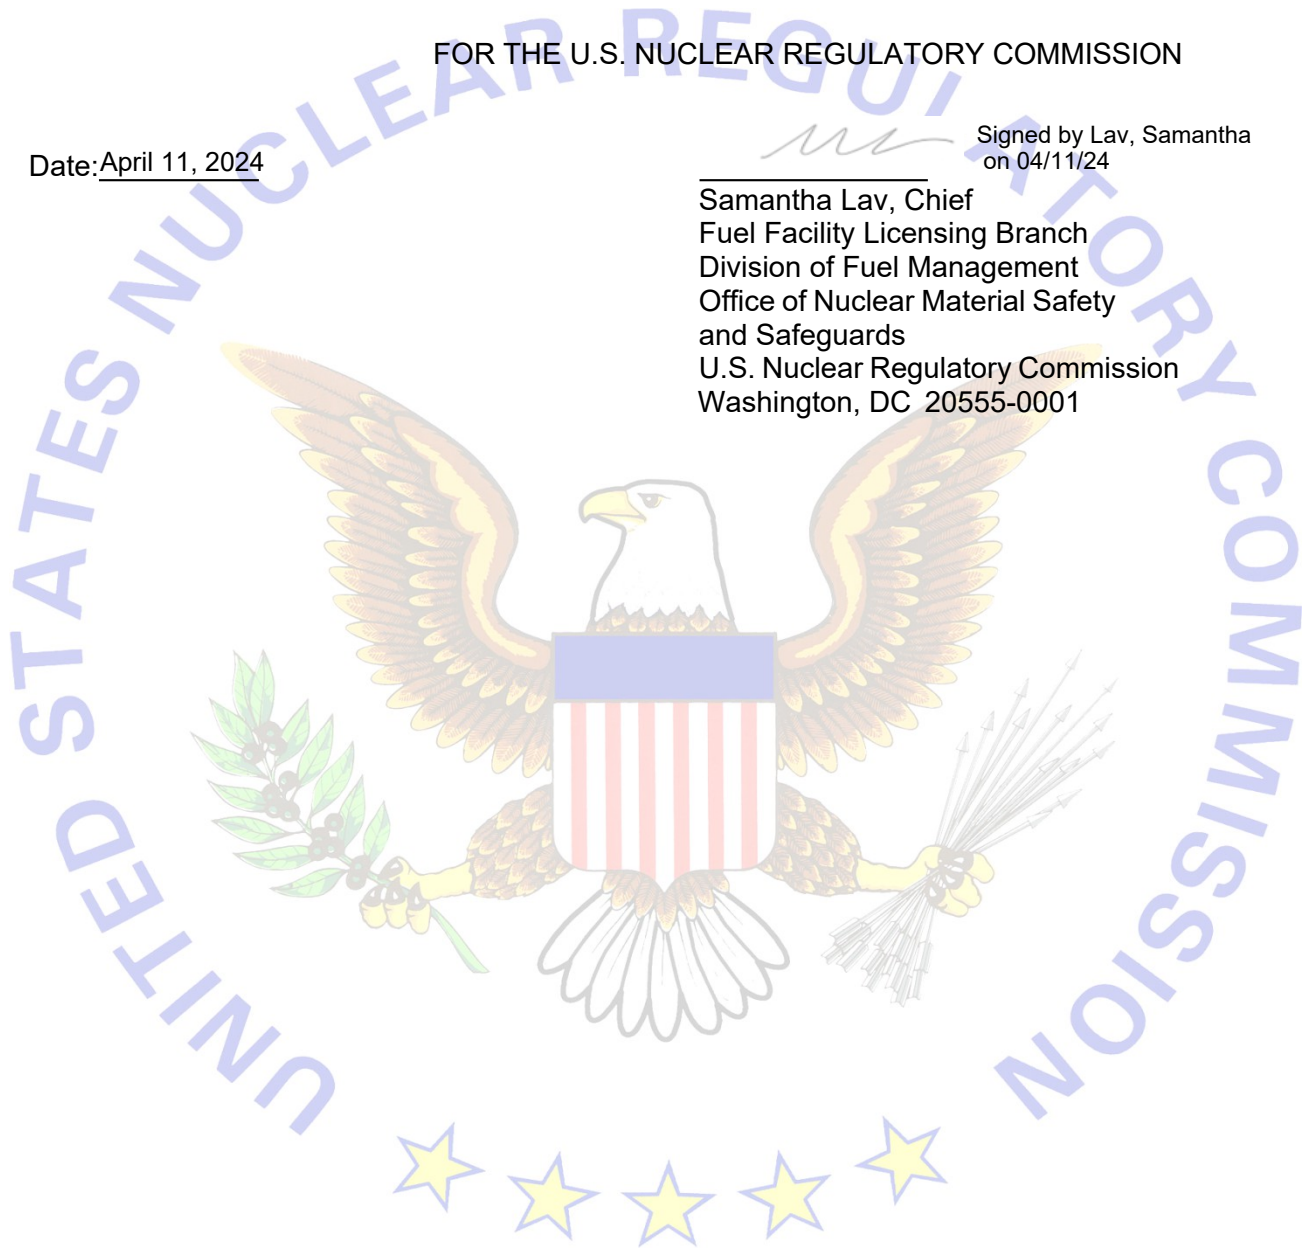 FOR THE U.S. NUCLEAR REGULATORY COMMISSION
Date: April 11, 2024
Signed by Lav, Samantha
on 04/11/24
Samantha Lav, Chief
Fuel Facility Licensing Branch
Division of Fuel Management
Office of Nuclear Material Safety
and Safeguards
U.S. Nuclear Regulatory Commission
Washington, DC 20555-0001
UNITED STATES NUCLEAR REGULATORY COMMISSION